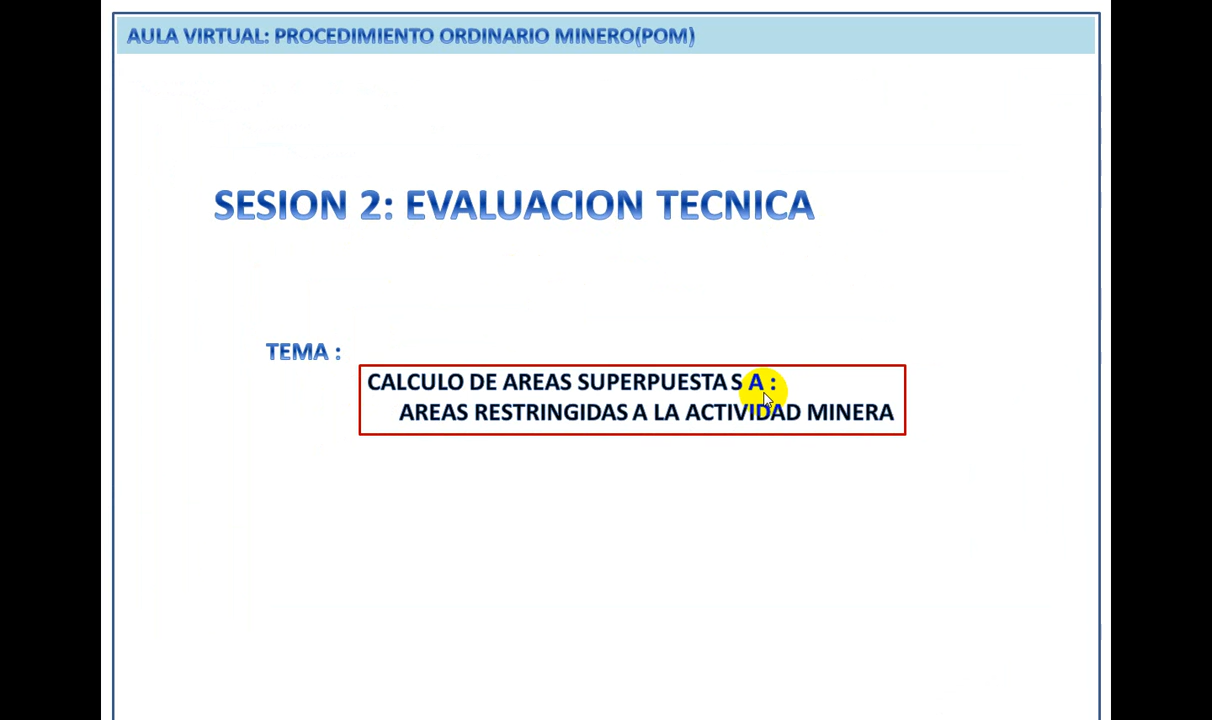 AULA VIRTUAL: PROCEDIMIENTO ORDINARIO MINERO(POM)
SESION 2: EVALUACION TECNICA
TEMA :
CALCULO DE AREAS SUPERPUESTA S A :
AREAS RESTRINGIDAS A LA ACTIVIDAD MINERA